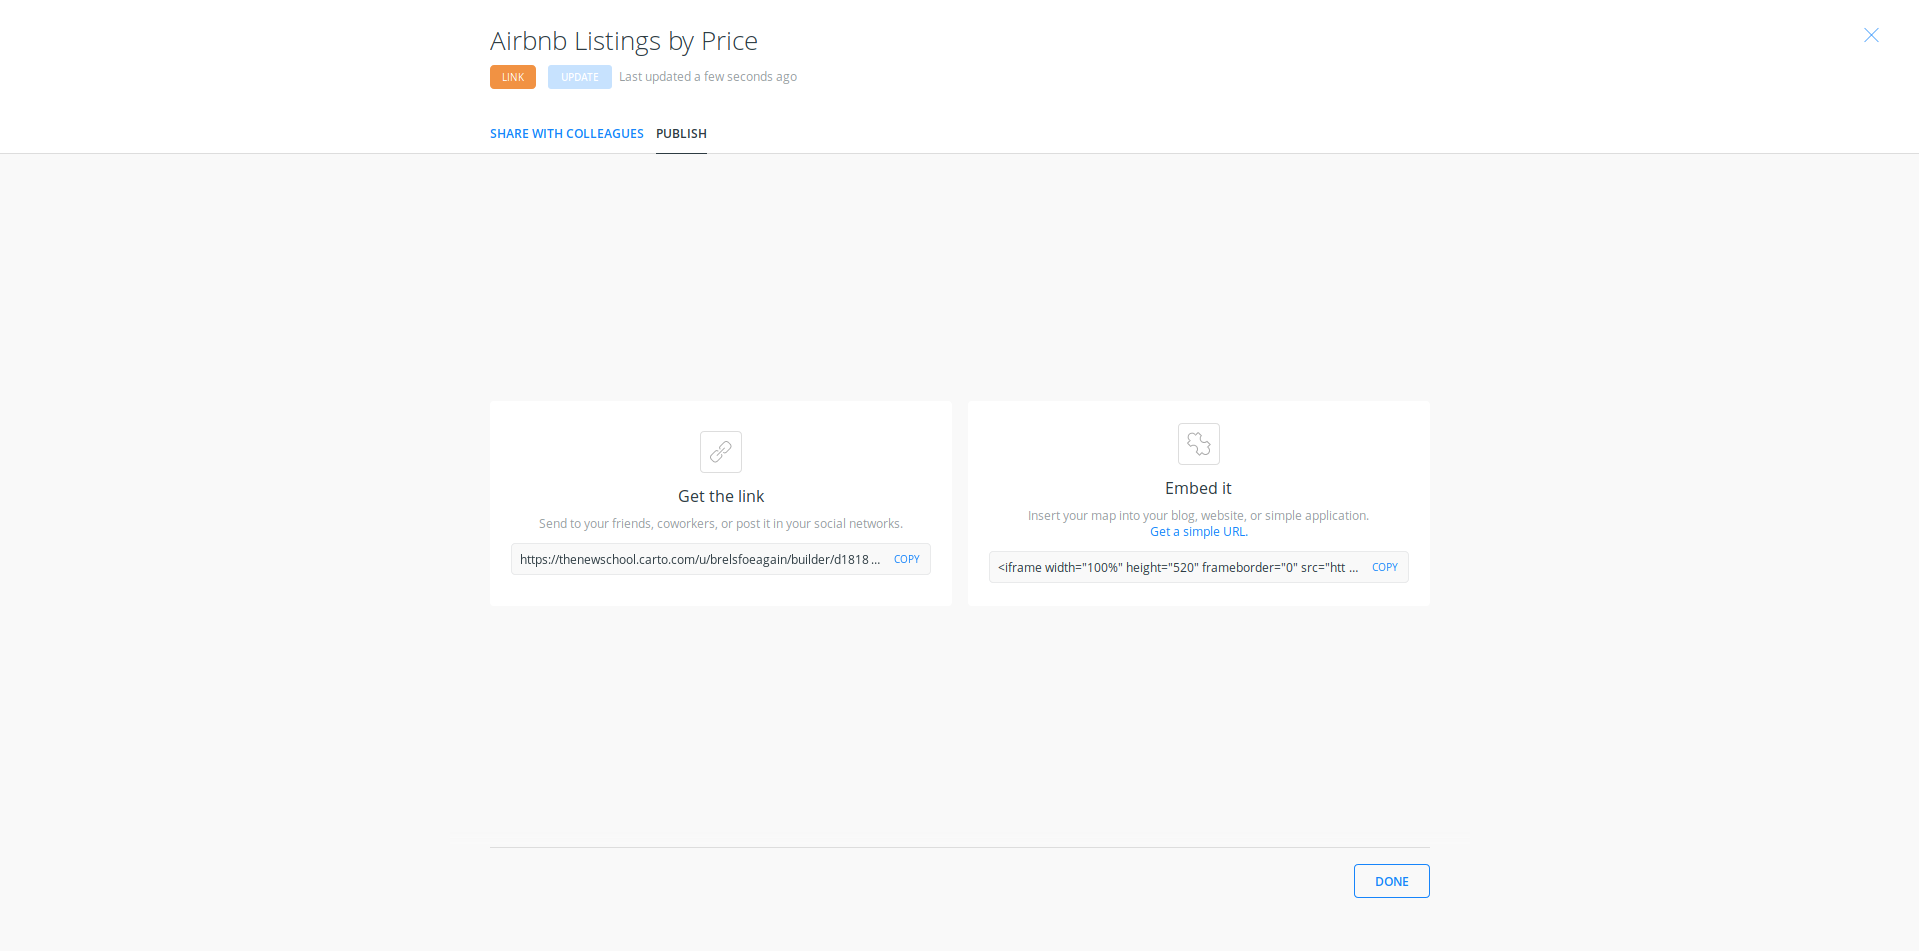 Airbnb Listings by Price
LINK UPDATE Last updated a few seconds ago
SHARE WITH COLLEAGUES PUBLISH
Get the link
Send to your friends, coworkers, or post it in your social networks.
https://thenewschool.carto.com/u/brelsfoeagain/builder/d1818 ... COPY
Embed it
Insert your map into your blog, website, or simple application.
Get a simple URL.
<iframe width="100%" height="520" frameborder="0" src="htt ... COPY
DONE